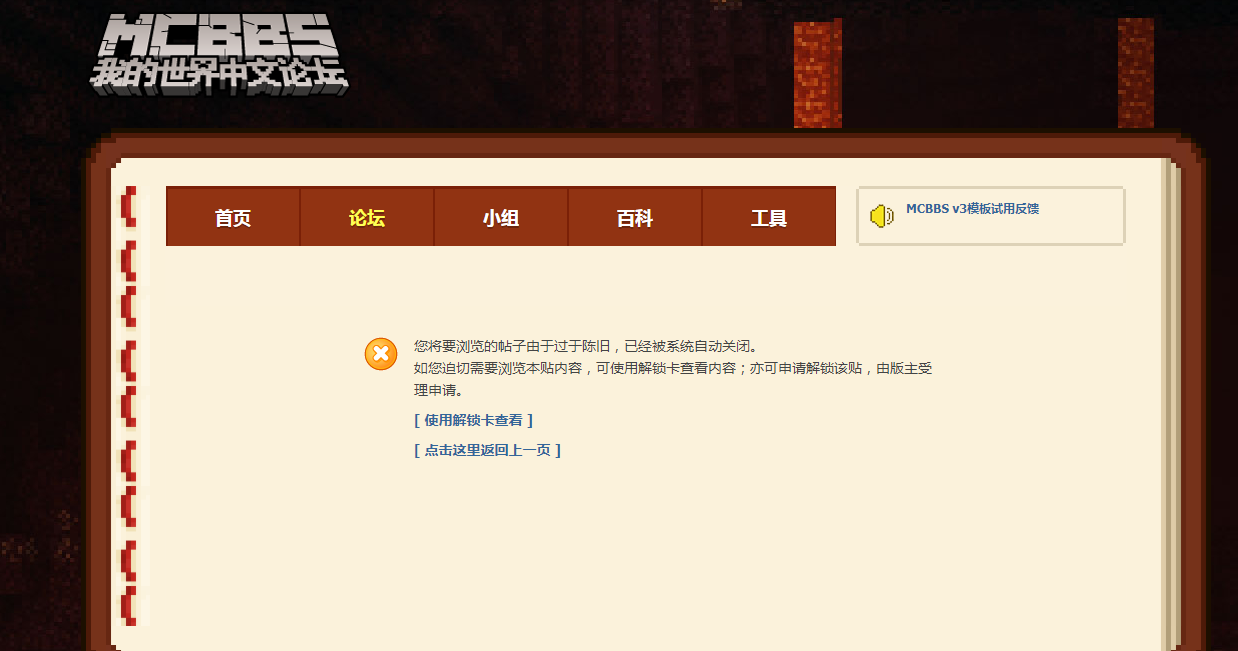 MCBBS
我的世界中文论坛
首页
论坛
小组
百科
工具
MCBBS v3模板试用反馈
您将要浏览的帖子由于过于陈旧，已经被系统自动关闭。
如您迫切需要浏览本贴内容，可使用解锁卡查看内容；亦可申请解锁该贴，由版主受
理申请。
[ 使用解锁卡查看 ]
[ 点击这里返回上一页 ]